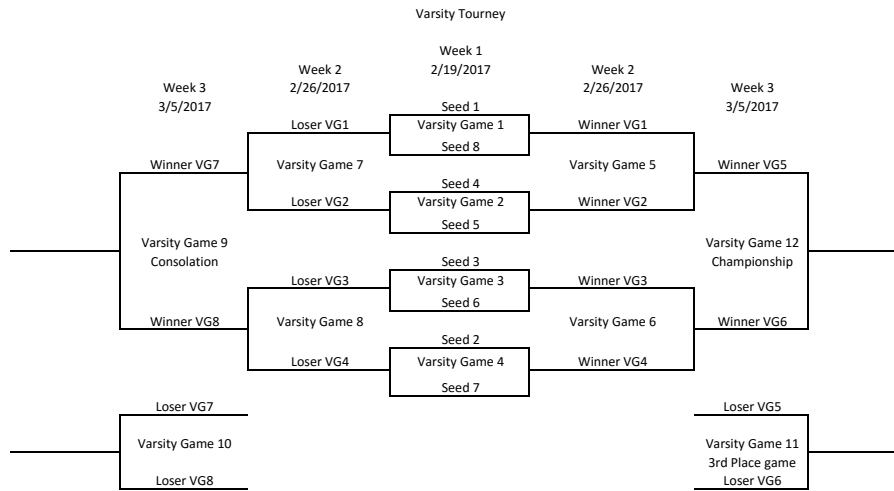 Varsity Tourney
Week 1
2/19/2017
Week 2
2/26/2017
Week 2
2/26/2017
Week 3
3/5/2017
Week 3
3/5/2017
Seed 1
Loser VG1
Varsity Game 1
Winner VG1
Seed 8
Winner VG7
Varsity Game 7
Varsity Game 5
Winner VG5
Seed 4
Loser VG2
Varsity Game 2
Winner VG2
Seed 5
Varsity Game 9
Consolation
Varsity Game 12
Championship
Seed 3
Loser VG3
Varsity Game 3
Winner VG3
Seed 6
Winner VG8
Varsity Game 8
Varsity Game 6
Winner VG6
Seed 2
Loser VG4
Varsity Game 4
Winner VG4
Seed 7
Loser VG7
Loser VG5
Varsity Game 10
Varsity Game 11
3rd Place game
Loser VG8
Loser VG6